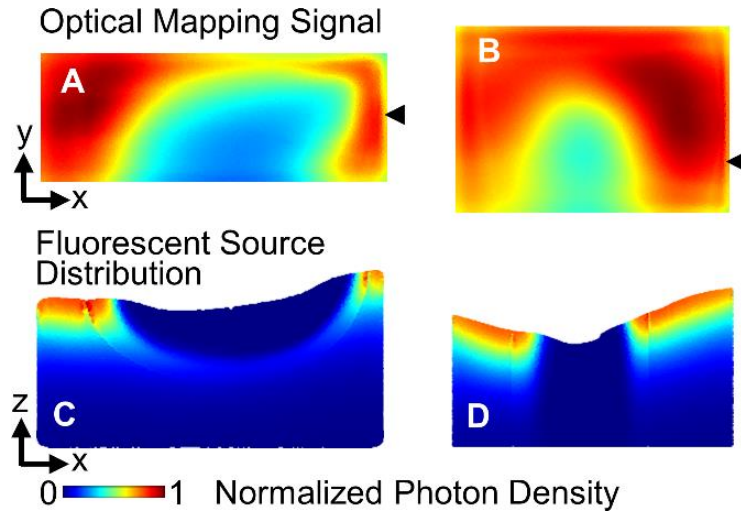 Optical Mapping Signal
A
B
y
x
Fluorescent Source
Distribution
C
D
z
x
0 1 Normalized Photon Density